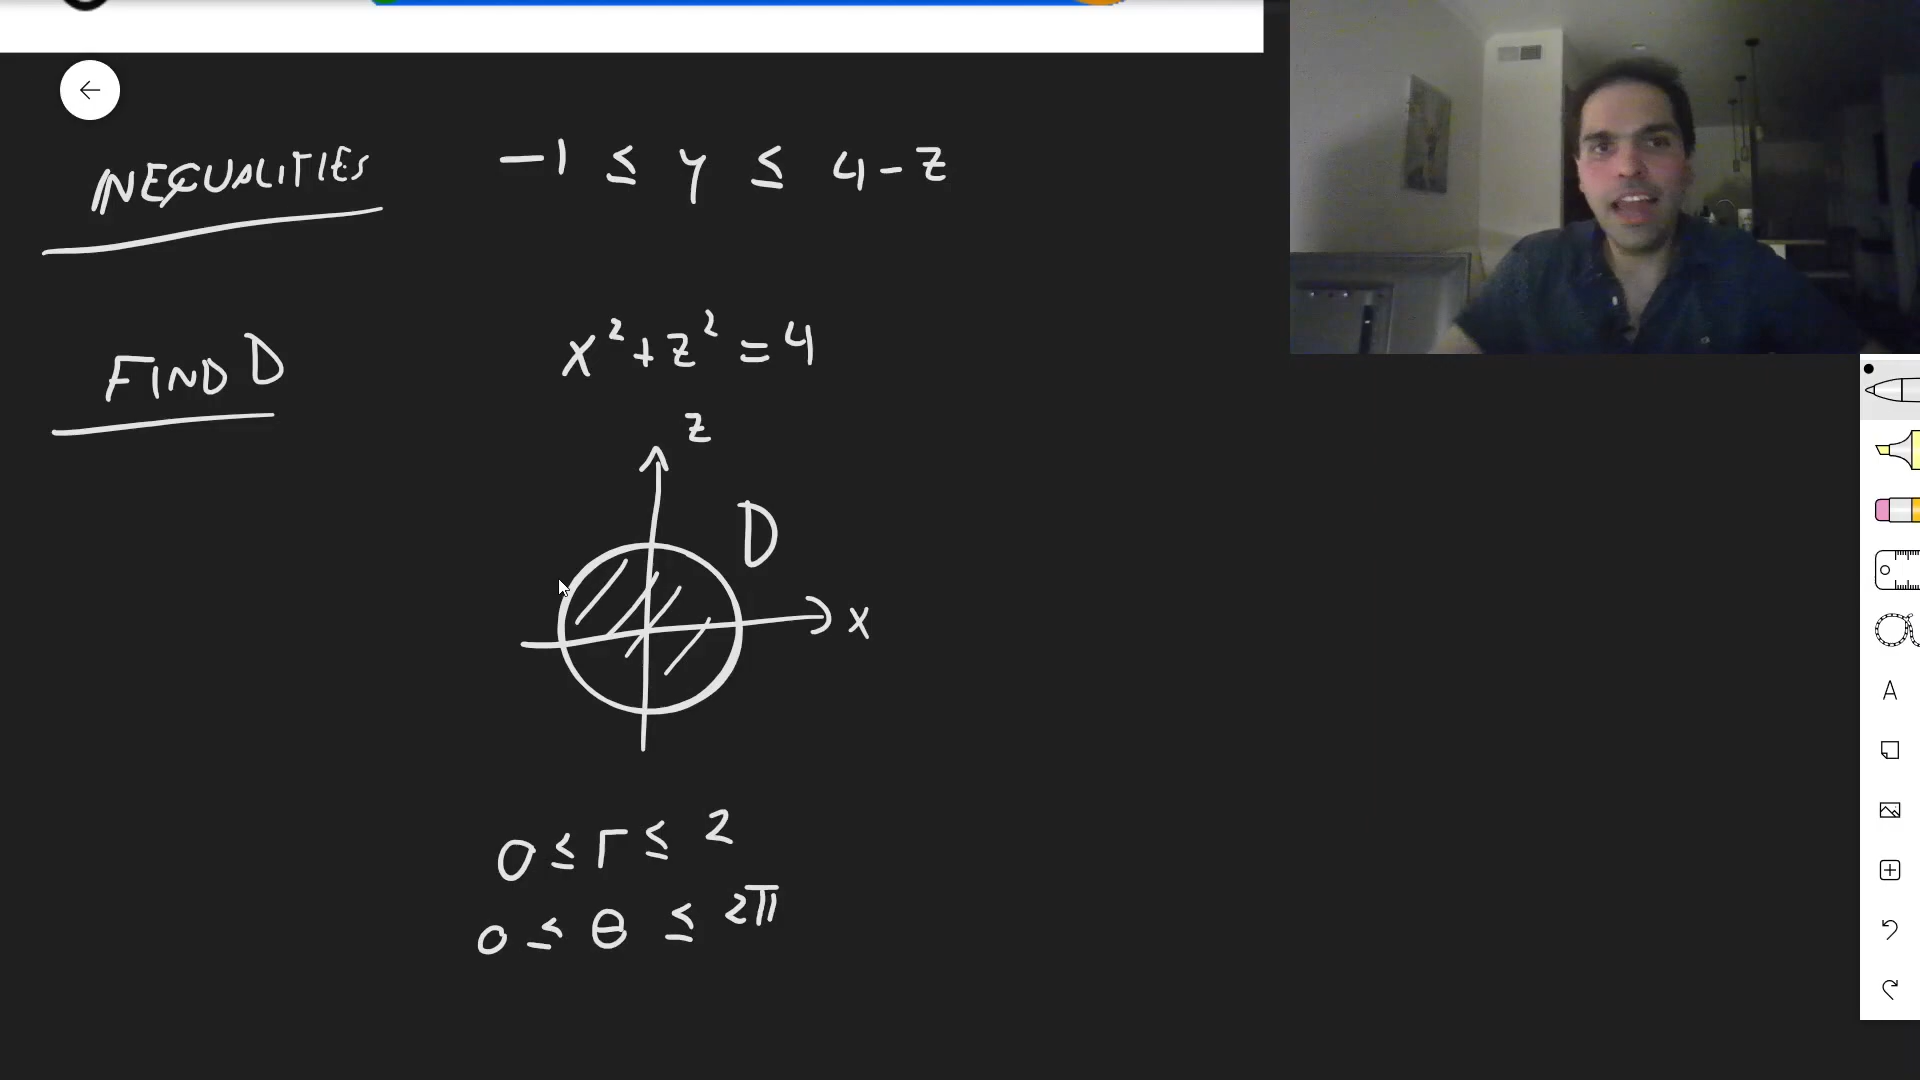 INEQUALITIES
-1 ≤ y ≤ 4-z
FIND D
x² + z² = 4
z
D
x
0 ≤ r ≤ 2
0 ≤ θ ≤ 2π
A